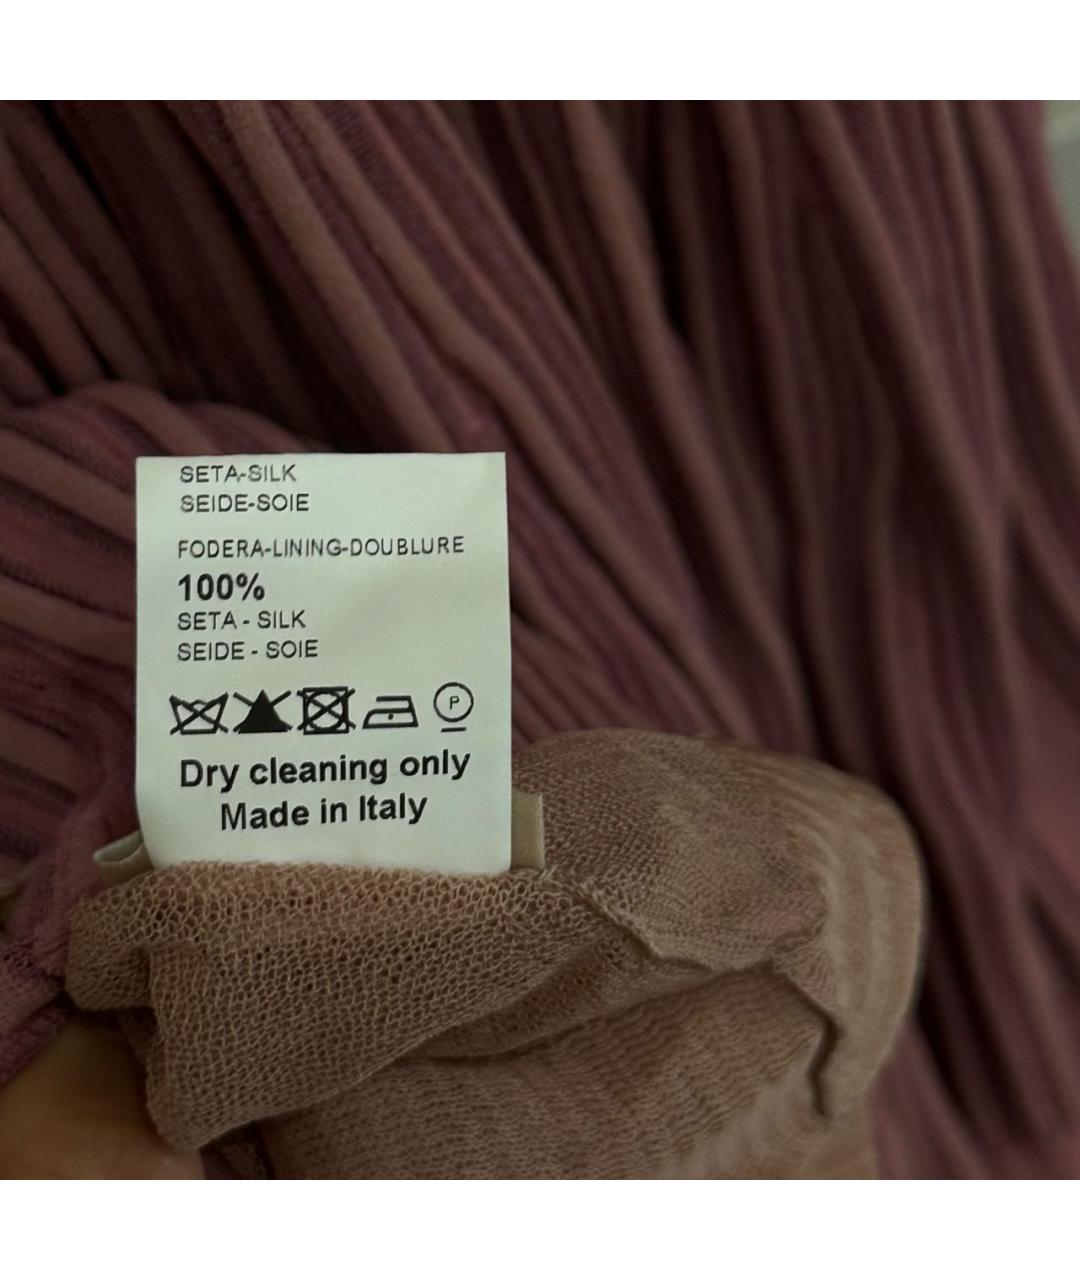 SETA-SILK
SEIDE-SOIE
FODERA-LINING-DOUBLURE
100%
SETA - SILK
SEIDE - SOIE
P
Dry cleaning only
Made in Italy